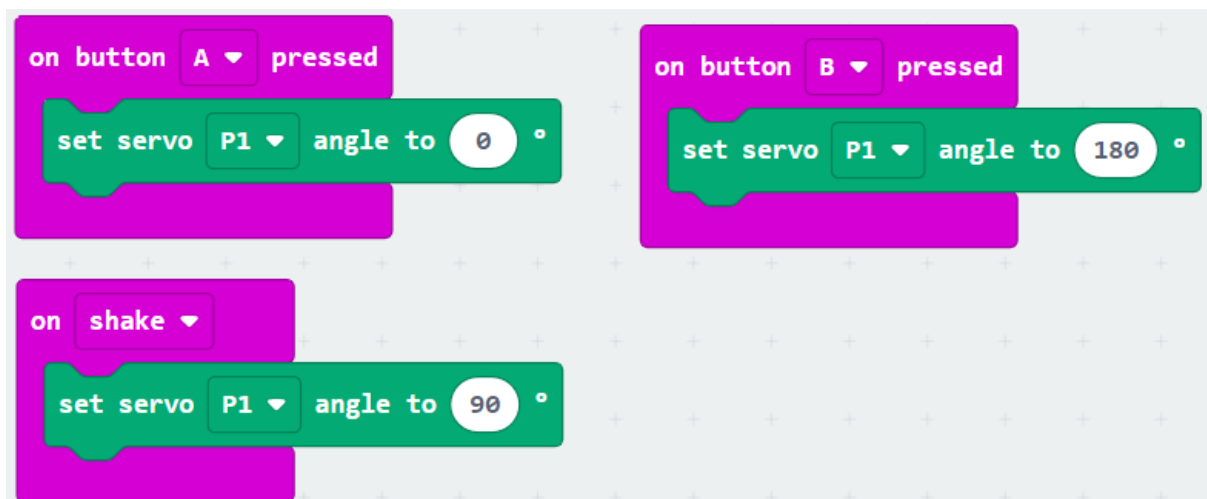 on button A pressed
set servo P1 angle to 0 °
on button B pressed
set servo P1 angle to 180 °
on shake
set servo P1 angle to 90 °